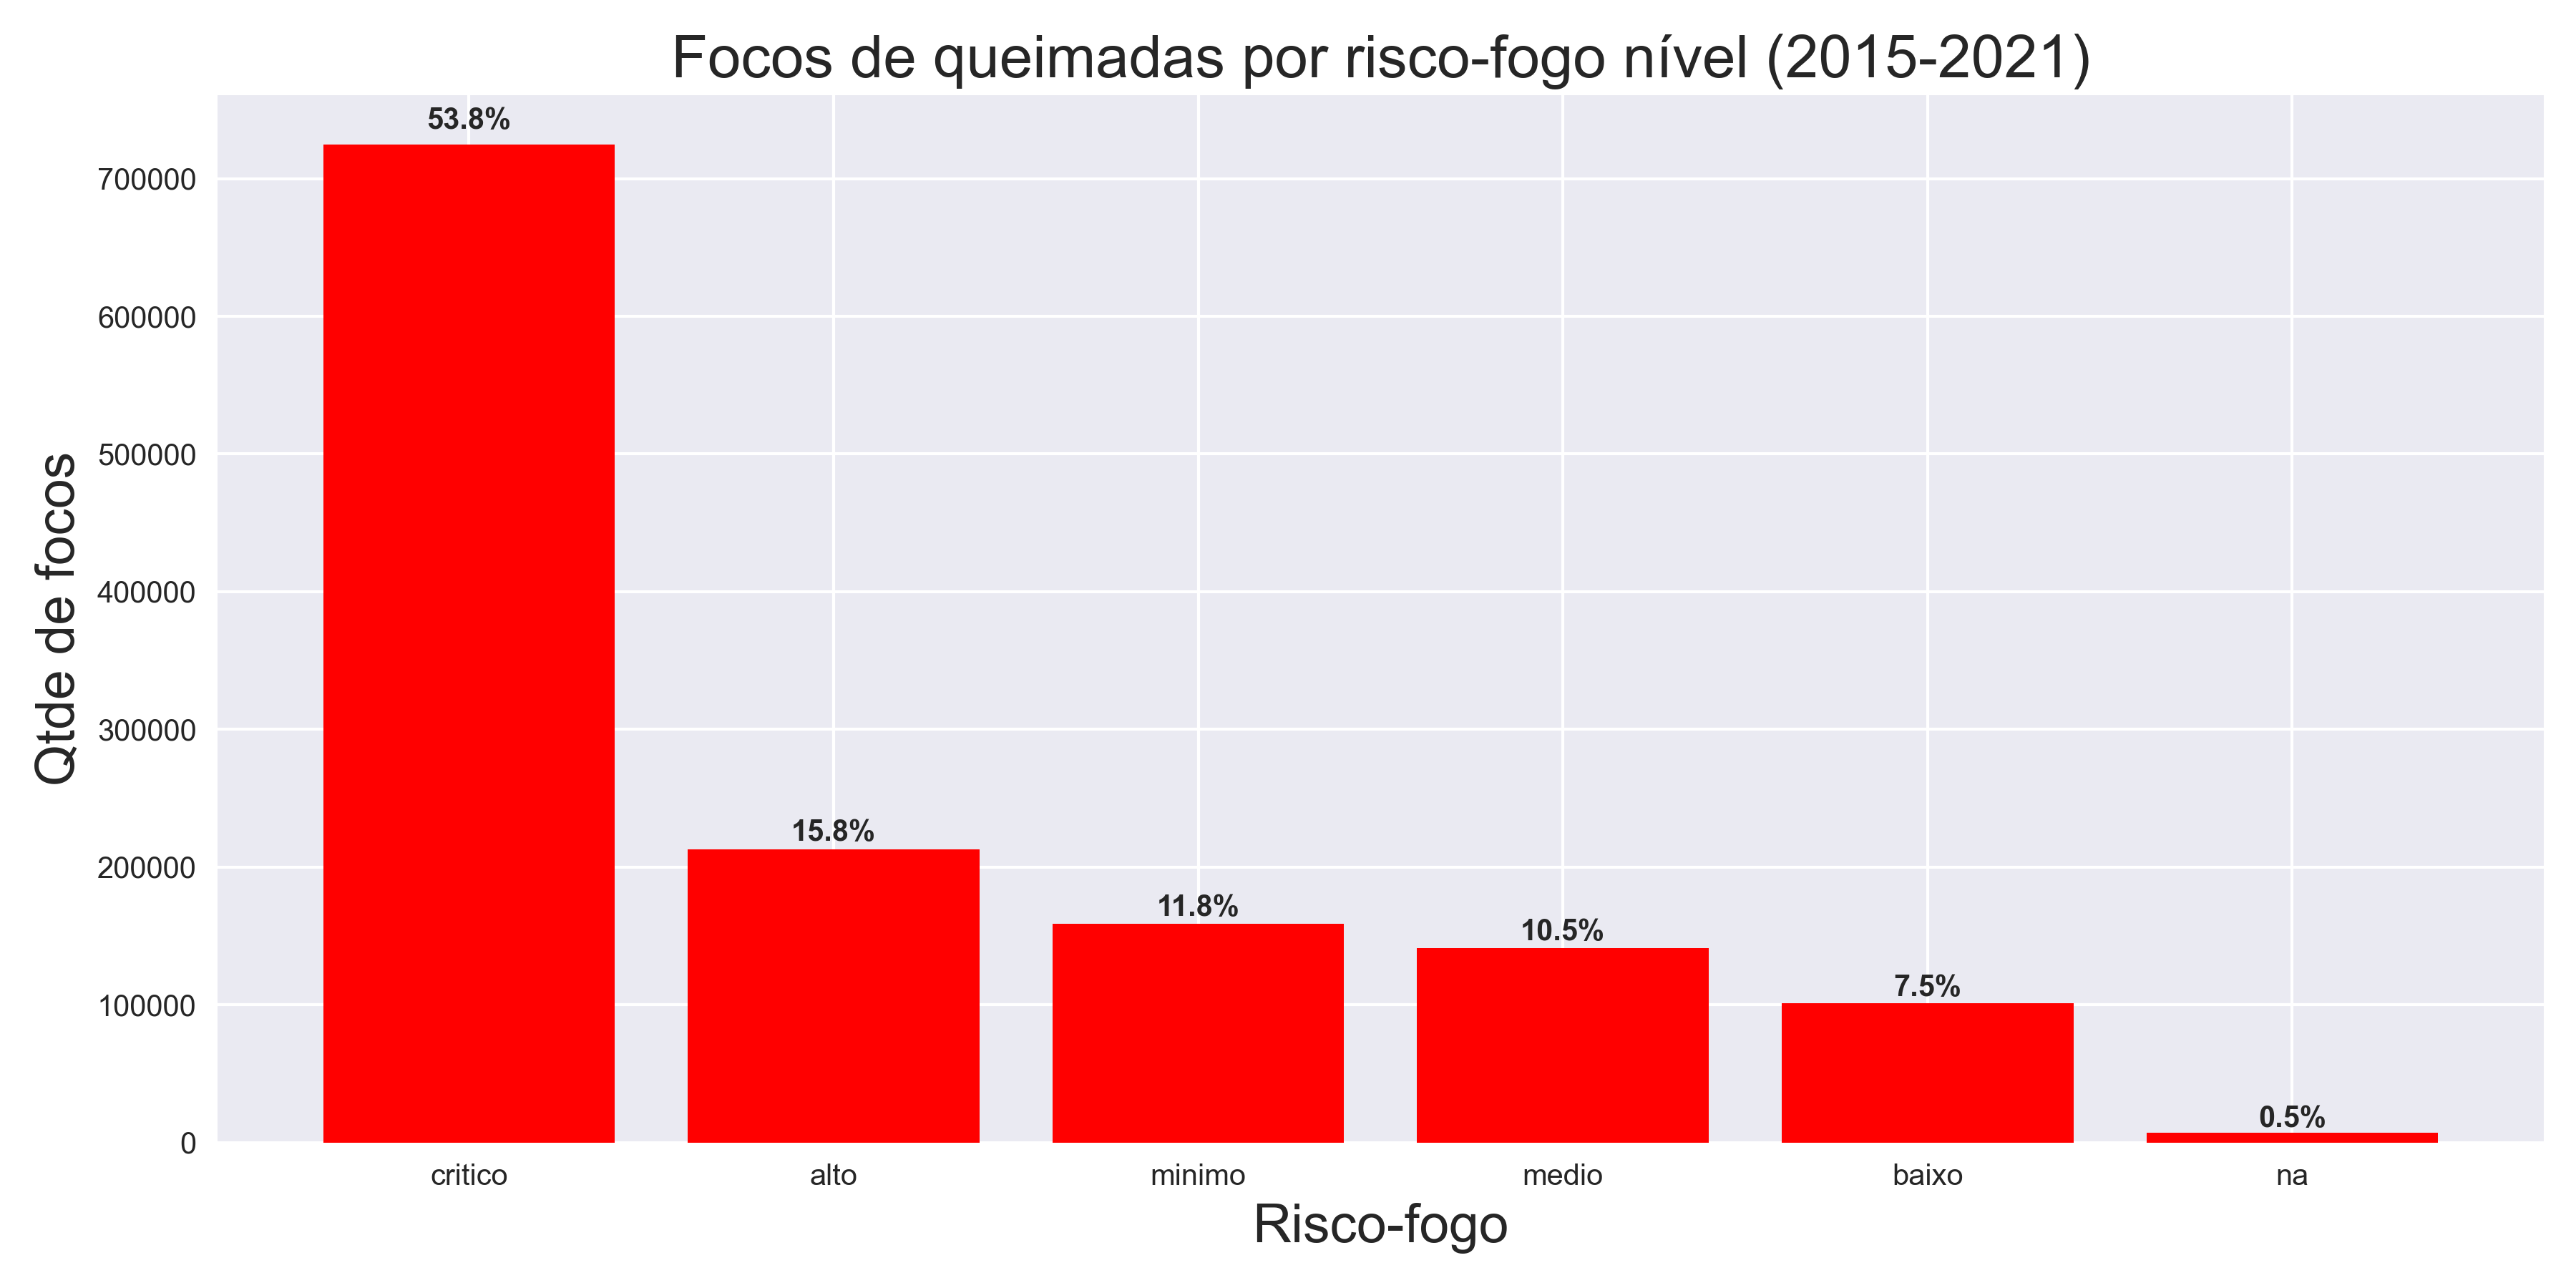 Focos de queimadas por risco-fogo nível (2015-2021)
53.8%
15.8%
11.8%
10.5%
7.5%
0.5%
700000
600000
500000
400000
300000
200000
100000
0
Qtde de focos
critico
alto
minimo
medio
baixo
na
Risco-fogo